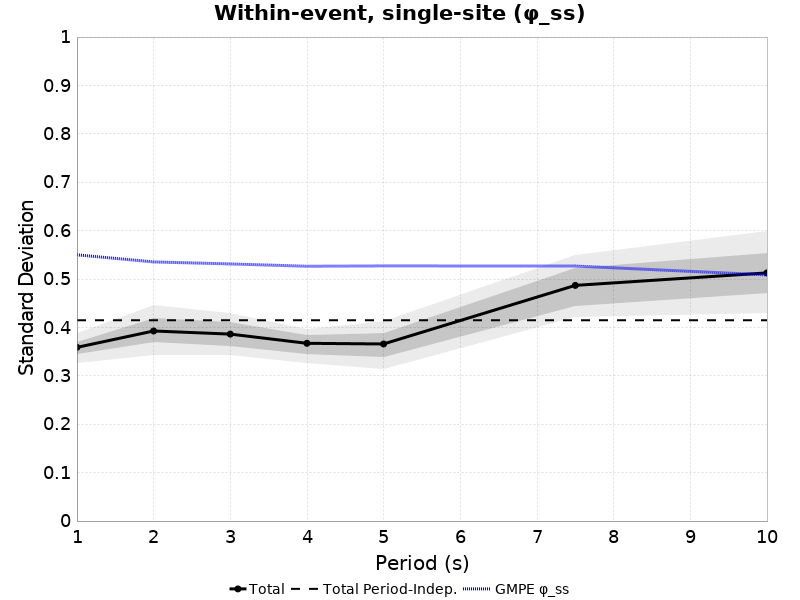 Within-event, single-site (φ_ss)
1
0.9
0.8
0.7
0.6
0.5
0.4
0.3
0.2
0.1
0
Standard Deviation
1 2 3 4 5 6 7 8 9 10
Period (s)
Total Total Period-Indep. GMPE φ_ss